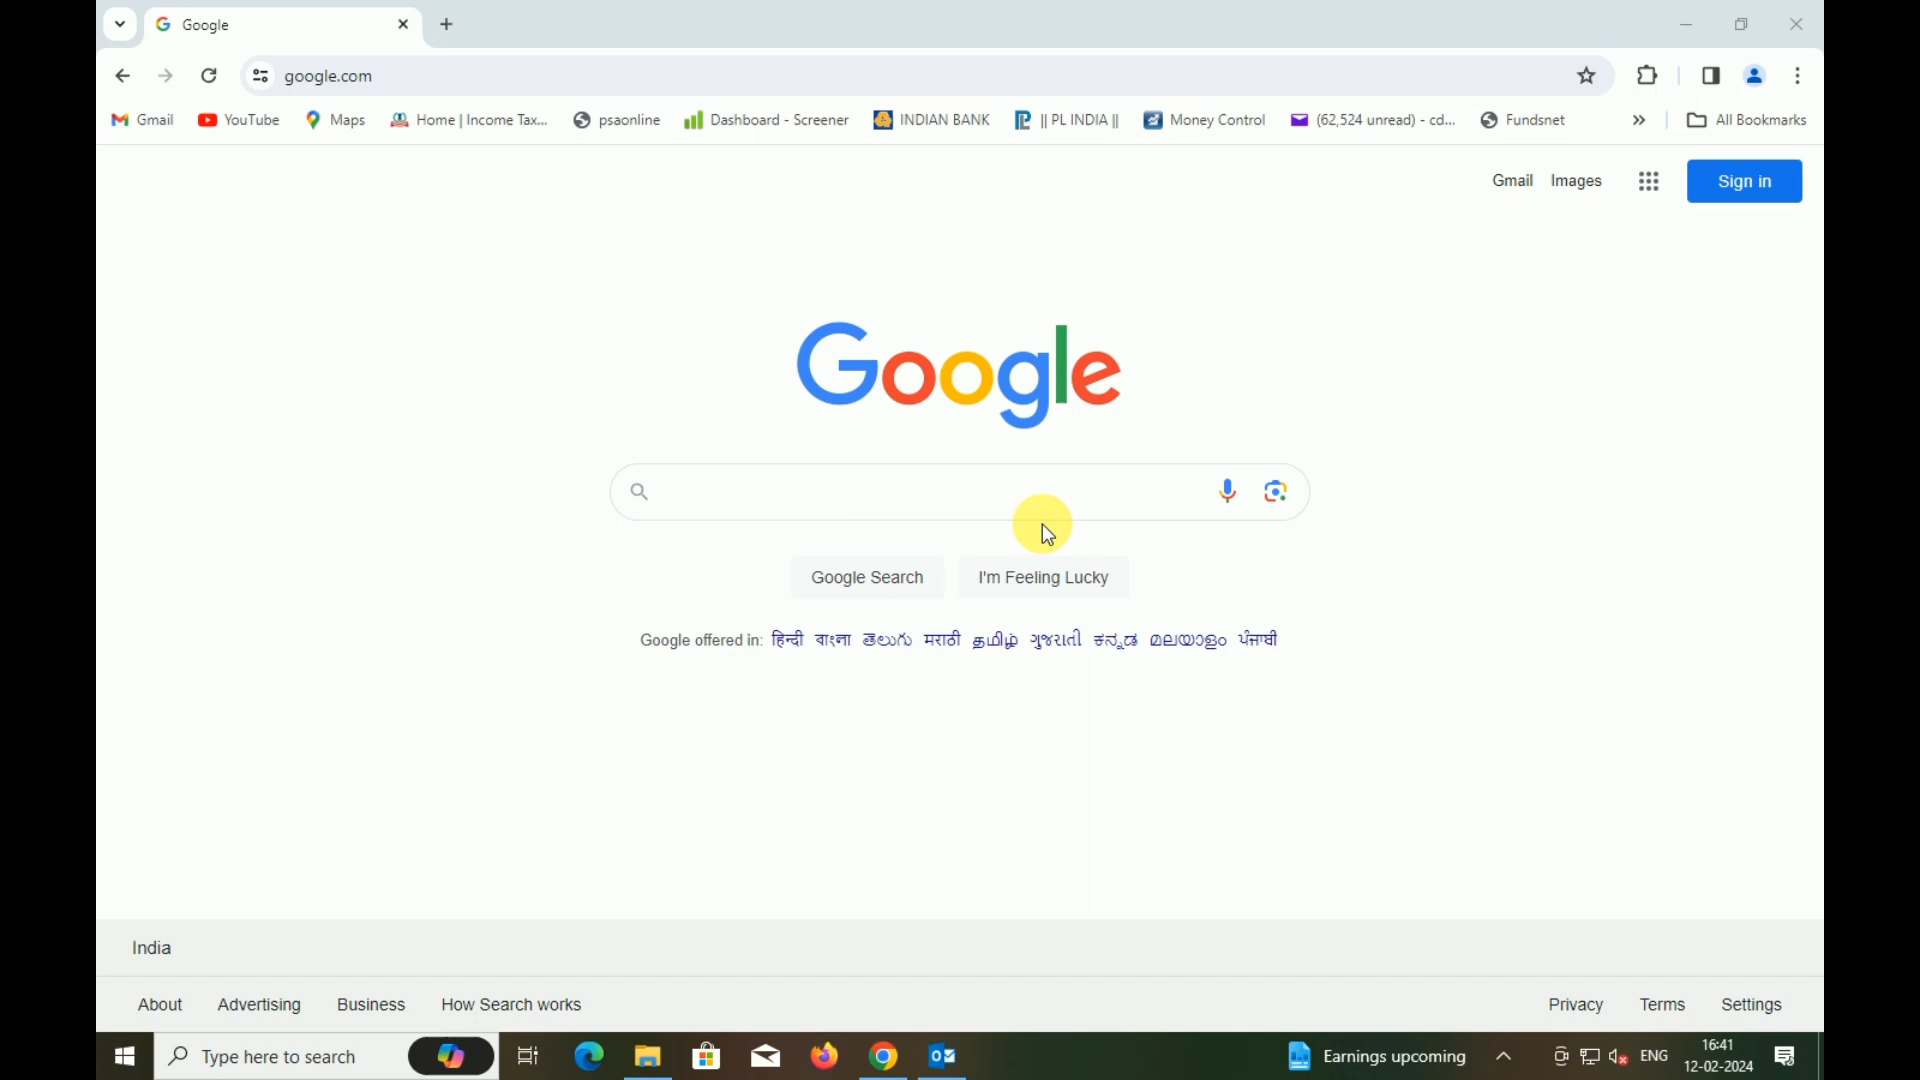 Google
google.com
Gmail YouTube Maps Home | Income Tax... psaonline Dashboard - Screener INDIAN BANK || PL INDIA || Money Control (62,524 unread) - cd... Fundsnet » All Bookmarks
Gmail Images Sign in
Google
Google Search I'm Feeling Lucky
Google offered in: हिन्दी বাংলা తెలుగు मराठी தமிழ் ગુજરાતી ಕನ್ನಡ മലയാളം ਪੰਜਾਬੀ
India
About Advertising Business How Search works Privacy Terms Settings
Type here to search Earnings upcoming ENG 16:41
12-02-2024